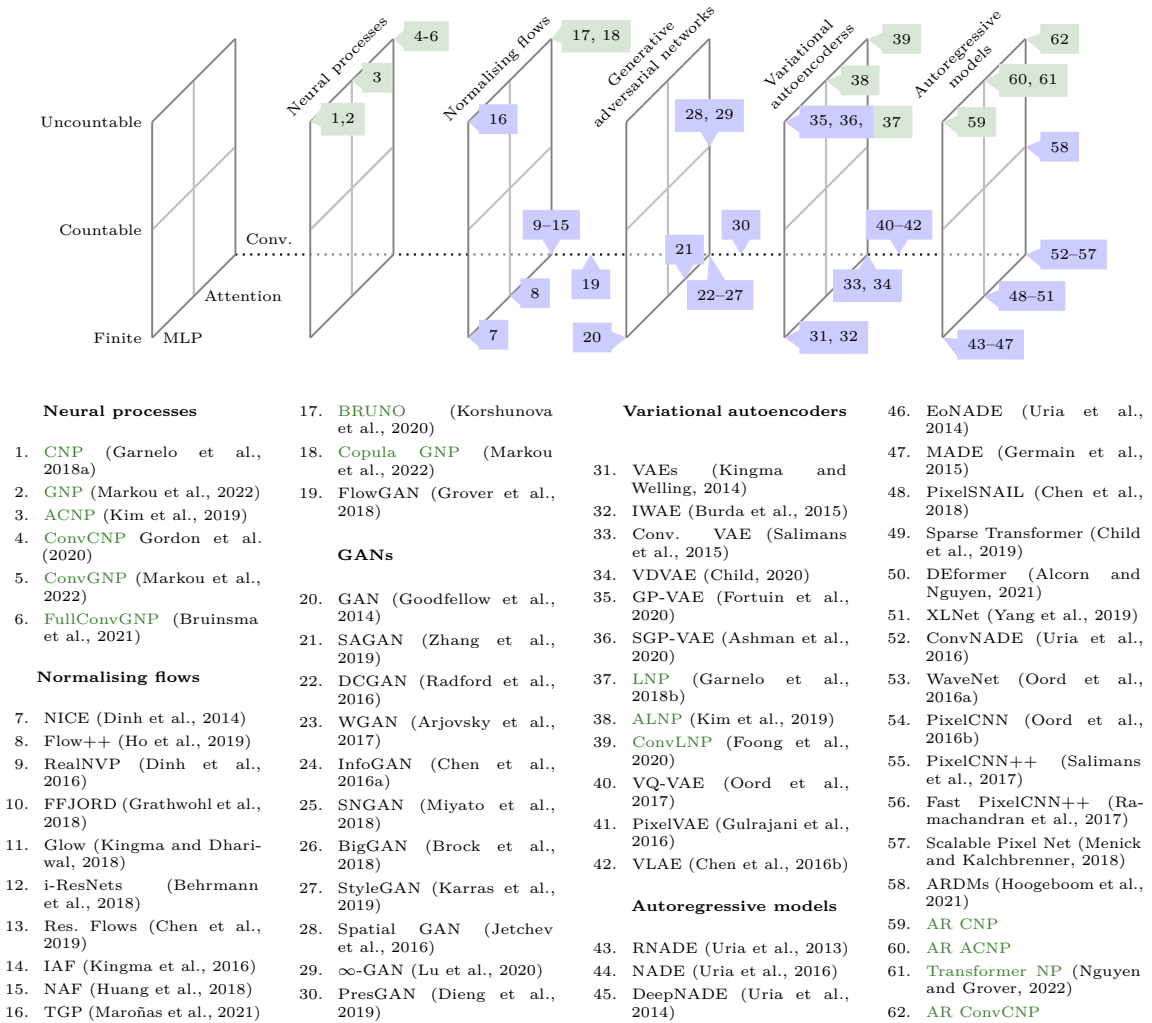 Neural processes
Normalising flows
Generative
adversarial networks
Variational
autoencoderss
Autoregressive
models
4-6
17, 18
39
62
3
38
60, 61
1,2
16
28, 29
35, 36,
37
59
58
Uncountable
Countable
Conv.
Attention
Finite
MLP
9–15
30
40–42
21
52–57
19
8
22–27
33, 34
48–51
7
20
31, 32
43–47
Neural processes
1. CNP (Garnelo et al.,
2018a)
2. GNP (Markou et al., 2022)
3. ACNP (Kim et al., 2019)
4. ConvCNP Gordon et al.
(2020)
5. ConvGNP (Markou et al.,
2022)
6. FullConvGNP (Bruinsma
et al., 2021)
Normalising flows
7. NICE (Dinh et al., 2014)
8. Flow++ (Ho et al., 2019)
9. RealNVP (Dinh et al.,
2016)
10. FFJORD (Grathwohl et al.,
2018)
11. Glow (Kingma and Dhari-
wal, 2018)
12. i-ResNets (Behrmann
et al., 2018)
13. Res. Flows (Chen et al.,
2019)
14. IAF (Kingma et al., 2016)
15. NAF (Huang et al., 2018)
16. TGP (Maroñas et al., 2021)
17. BRUNO (Korshunova
et al., 2020)
18. Copula GNP (Markou
et al., 2022)
19. FlowGAN (Grover et al.,
2018)
GANs
20. GAN (Goodfellow et al.,
2014)
21. SAGAN (Zhang et al.,
2019)
22. DCGAN (Radford et al.,
2016)
23. WGAN (Arjovsky et al.,
2017)
24. InfoGAN (Chen et al.,
2016a)
25. SNGAN (Miyato et al.,
2018)
26. BigGAN (Brock et al.,
2018)
27. StyleGAN (Karras et al.,
2019)
28. Spatial GAN (Jetchev
et al., 2016)
29. ∞-GAN (Lu et al., 2020)
30. PresGAN (Dieng et al.,
2019)
Variational autoencoders
31. VAEs (Kingma and
Welling, 2014)
32. IWAE (Burda et al., 2015)
33. Conv. VAE (Salimans
et al., 2015)
34. VDVAE (Child, 2020)
35. GP-VAE (Fortuin et al.,
2020)
36. SGP-VAE (Ashman et al.,
2020)
37. LNP (Garnelo et al.,
2018b)
38. ALNP (Kim et al., 2019)
39. ConvLNP (Foong et al.,
2020)
40. VQ-VAE (Oord et al.,
2017)
41. PixelVAE (Gulrajani et al.,
2016)
42. VLAE (Chen et al., 2016b)
Autoregressive models
43. RNADE (Uria et al., 2013)
44. NADE (Uria et al., 2016)
45. DeepNADE (Uria et al.,
2014)
46. EoNADE (Uria et al.,
2014)
47. MADE (Germain et al.,
2015)
48. PixelSNAIL (Chen et al.,
2018)
49. Sparse Transformer (Child
et al., 2019)
50. DEformer (Alcorn and
Nguyen, 2021)
51. XLNet (Yang et al., 2019)
52. ConvNADE (Uria et al.,
2016)
53. WaveNet (Oord et al.,
2016a)
54. PixelCNN (Oord et al.,
2016b)
55. PixelCNN++ (Salimans
et al., 2017)
56. Fast PixelCNN++ (Ra-
machandran et al., 2017)
57. Scalable Pixel Net (Menick
and Kalchbrenner, 2018)
58. ARDMs (Hoogeboom et al.,
2021)
59. AR CNP
60. AR ACNP
61. Transformer NP (Nguyen
and Grover, 2022)
62. AR ConvCNP